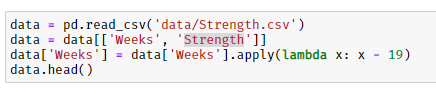 data = pd.read_csv('data/Strength.csv')
data = data[['Weeks', 'Strength']]
data['Weeks'] = data['Weeks'].apply(lambda x: x - 19)
data.head()